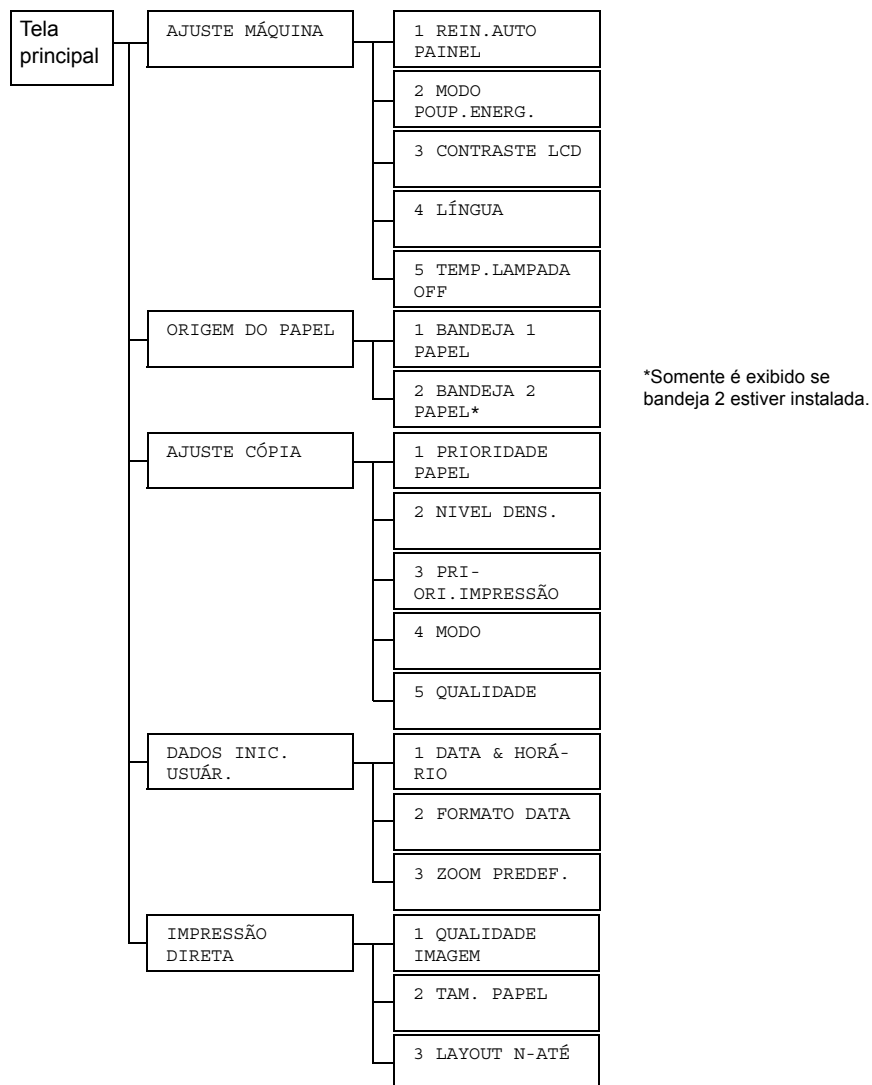 Tela
principal
AJUSTE MÁQUINA
1 REIN.AUTO
PAINEL
2 MODO
POUP.ENERG.
3 CONTRASTE LCD
4 LÍNGUA
5 TEMP.LAMPADA
OFF
ORIGEM DO PAPEL
1 BANDEJA 1
PAPEL
2 BANDEJA 2
PAPEL*
*Somente é exibido se
bandeja 2 estiver instalada.
AJUSTE CÓPIA
1 PRIORIDADE
PAPEL
2 NIVEL DENS.
3 PRI-
ORI.IMPRESSÃO
4 MODO
5 QUALIDADE
DADOS INIC.
USUÁR.
1 DATA & HORÁ-
RIO
2 FORMATO DATA
3 ZOOM PREDEF.
IMPRESSÃO
DIRETA
1 QUALIDADE
IMAGEM
2 TAM. PAPEL
3 LAYOUT N-ATÉ